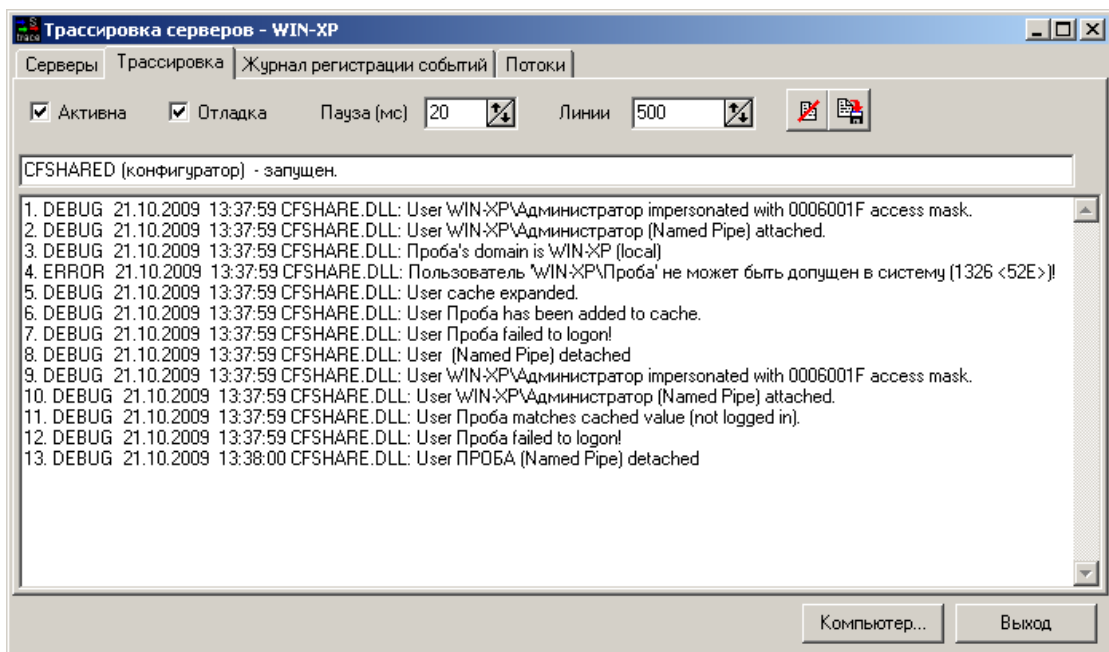 S
trace
Трассировка серверов - WIN-XP
Серверы Трассировка Журнал регистрации событий Потоки
Активна Отладка Пауза (мс) 20 Линии 500
CFSHARED (конфигуратор) - запущен.
1. DEBUG 21.10.2009 13:37:59 CFSHARE.DLL: User WIN-XP\Администратор impersonated with 0006001F access mask.
2. DEBUG 21.10.2009 13:37:59 CFSHARE.DLL: User WIN-XP\Администратор (Named Pipe) attached.
3. DEBUG 21.10.2009 13:37:59 CFSHARE.DLL: Проба's domain is WIN-XP (local)
4. ERROR 21.10.2009 13:37:59 CFSHARE.DLL: Пользователь 'WIN-XP\Проба' не может быть допущен в систему (1326 <52E>)!
5. DEBUG 21.10.2009 13:37:59 CFSHARE.DLL: User cache expanded.
6. DEBUG 21.10.2009 13:37:59 CFSHARE.DLL: User Проба has been added to cache.
7. DEBUG 21.10.2009 13:37:59 CFSHARE.DLL: User Проба failed to logon!
8. DEBUG 21.10.2009 13:37:59 CFSHARE.DLL: User (Named Pipe) detached
9. DEBUG 21.10.2009 13:37:59 CFSHARE.DLL: User WIN-XP\Администратор impersonated with 0006001F access mask.
10. DEBUG 21.10.2009 13:37:59 CFSHARE.DLL: User WIN-XP\Администратор (Named Pipe) attached.
11. DEBUG 21.10.2009 13:37:59 CFSHARE.DLL: User Проба matches cached value (not logged in).
12. DEBUG 21.10.2009 13:37:59 CFSHARE.DLL: User Проба failed to logon!
13. DEBUG 21.10.2009 13:38:00 CFSHARE.DLL: User ПРОБА (Named Pipe) detached
Компьютер... Выход